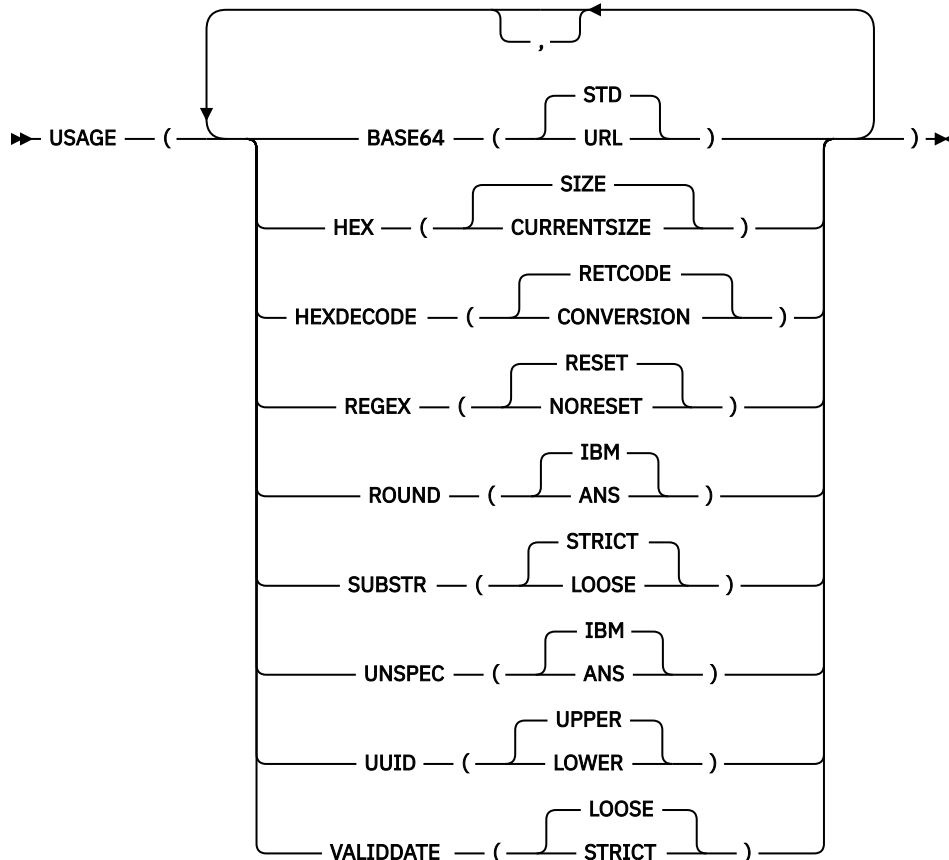 ,
STD
USAGE ( BASE64 ( URL ) )
SIZE
HEX ( CURRENTSIZE )
RETCODE
HEXDECODE ( CONVERSION )
RESET
REGEX ( NORESET )
IBM
ROUND ( ANS )
STRICT
SUBSTR ( LOOSE )
IBM
UNSPEC ( ANS )
UPPER
UUID ( LOWER )
LOOSE
VALIDDATE ( STRICT )